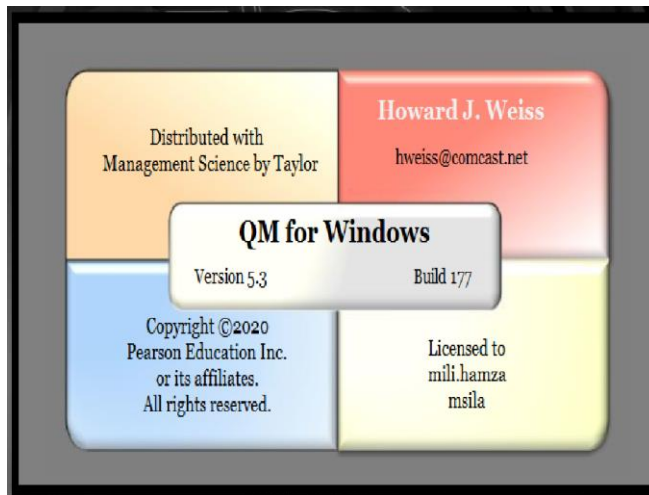 Distributed with
Management Science by Taylor
Howard J. Weiss
hweiss@comcast.net
QM for Windows
Version 5.3
Build 177
Copyright ©2020
Pearson Education Inc.
or its affiliates.
All rights reserved.
Licensed to
mili.hamza
msila